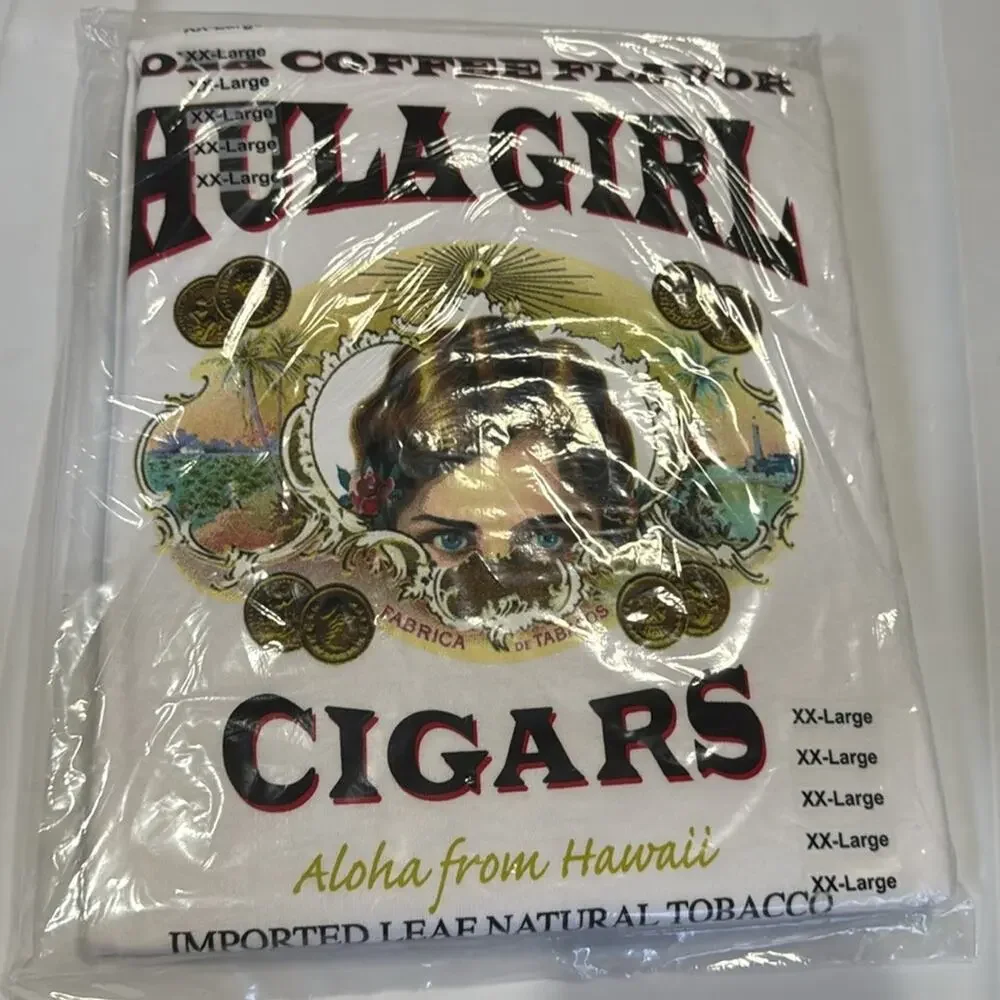 XX-Large
ONA COFFEE FLAVOR
XX-Large
XX-Large
XX-Large
XX-Large
HULA GIRL
FABRICA DE TABACOS
CIGARS
XX-Large
XX-Large
XX-Large
XX-Large
XX-Large
Aloha from Hawaii
IMPORTED LEAF NATURAL TOBACCO